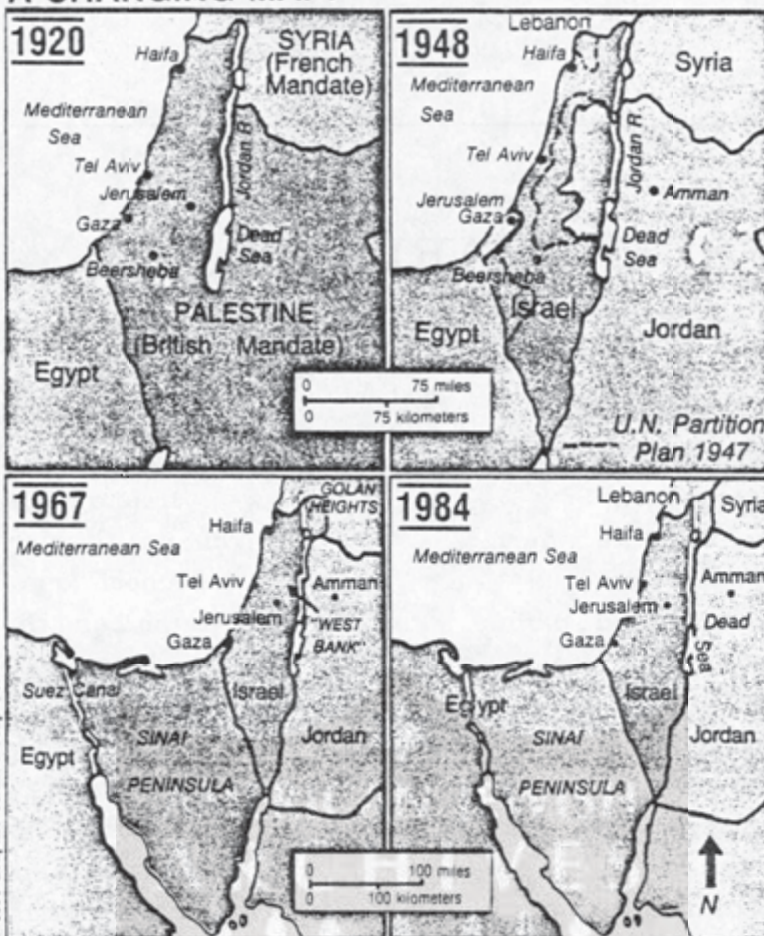 1920
Haifa
SYRIA
(French
Mandate)
Mediterranean
Sea
Tel Aviv
Jordan R.
Jerusalem
Gaza
Dead
Sea
Beersheba
PALESTINE
(British Mandate)
Egypt
0 75 miles
0 75 kilometers
1948
Lebanon
Haifa
Syria
Mediterranean
Sea
Tel Aviv
Jordan R.
Amman
Jerusalem
Gaza
Dead
Sea
Beersheba
Israel
Egypt
Jordan
U.N. Partition
Plan 1947
1967
GOLAN
HEIGHTS
Haifa
Mediterranean Sea
Tel Aviv
Amman
Jerusalem
"WEST
BANK"
Gaza
Suez Canal
Israel
Egypt
SINAI
PENINSULA
Jordan
0 100 miles
0 100 kilometers
1984
Lebanon
Syria
Haifa
Mediterranean Sea
Tel Aviv
Amman
Jerusalem
Dead
Sea
Gaza
Egypt
Israel
SINAI
PENINSULA
Jordan
N